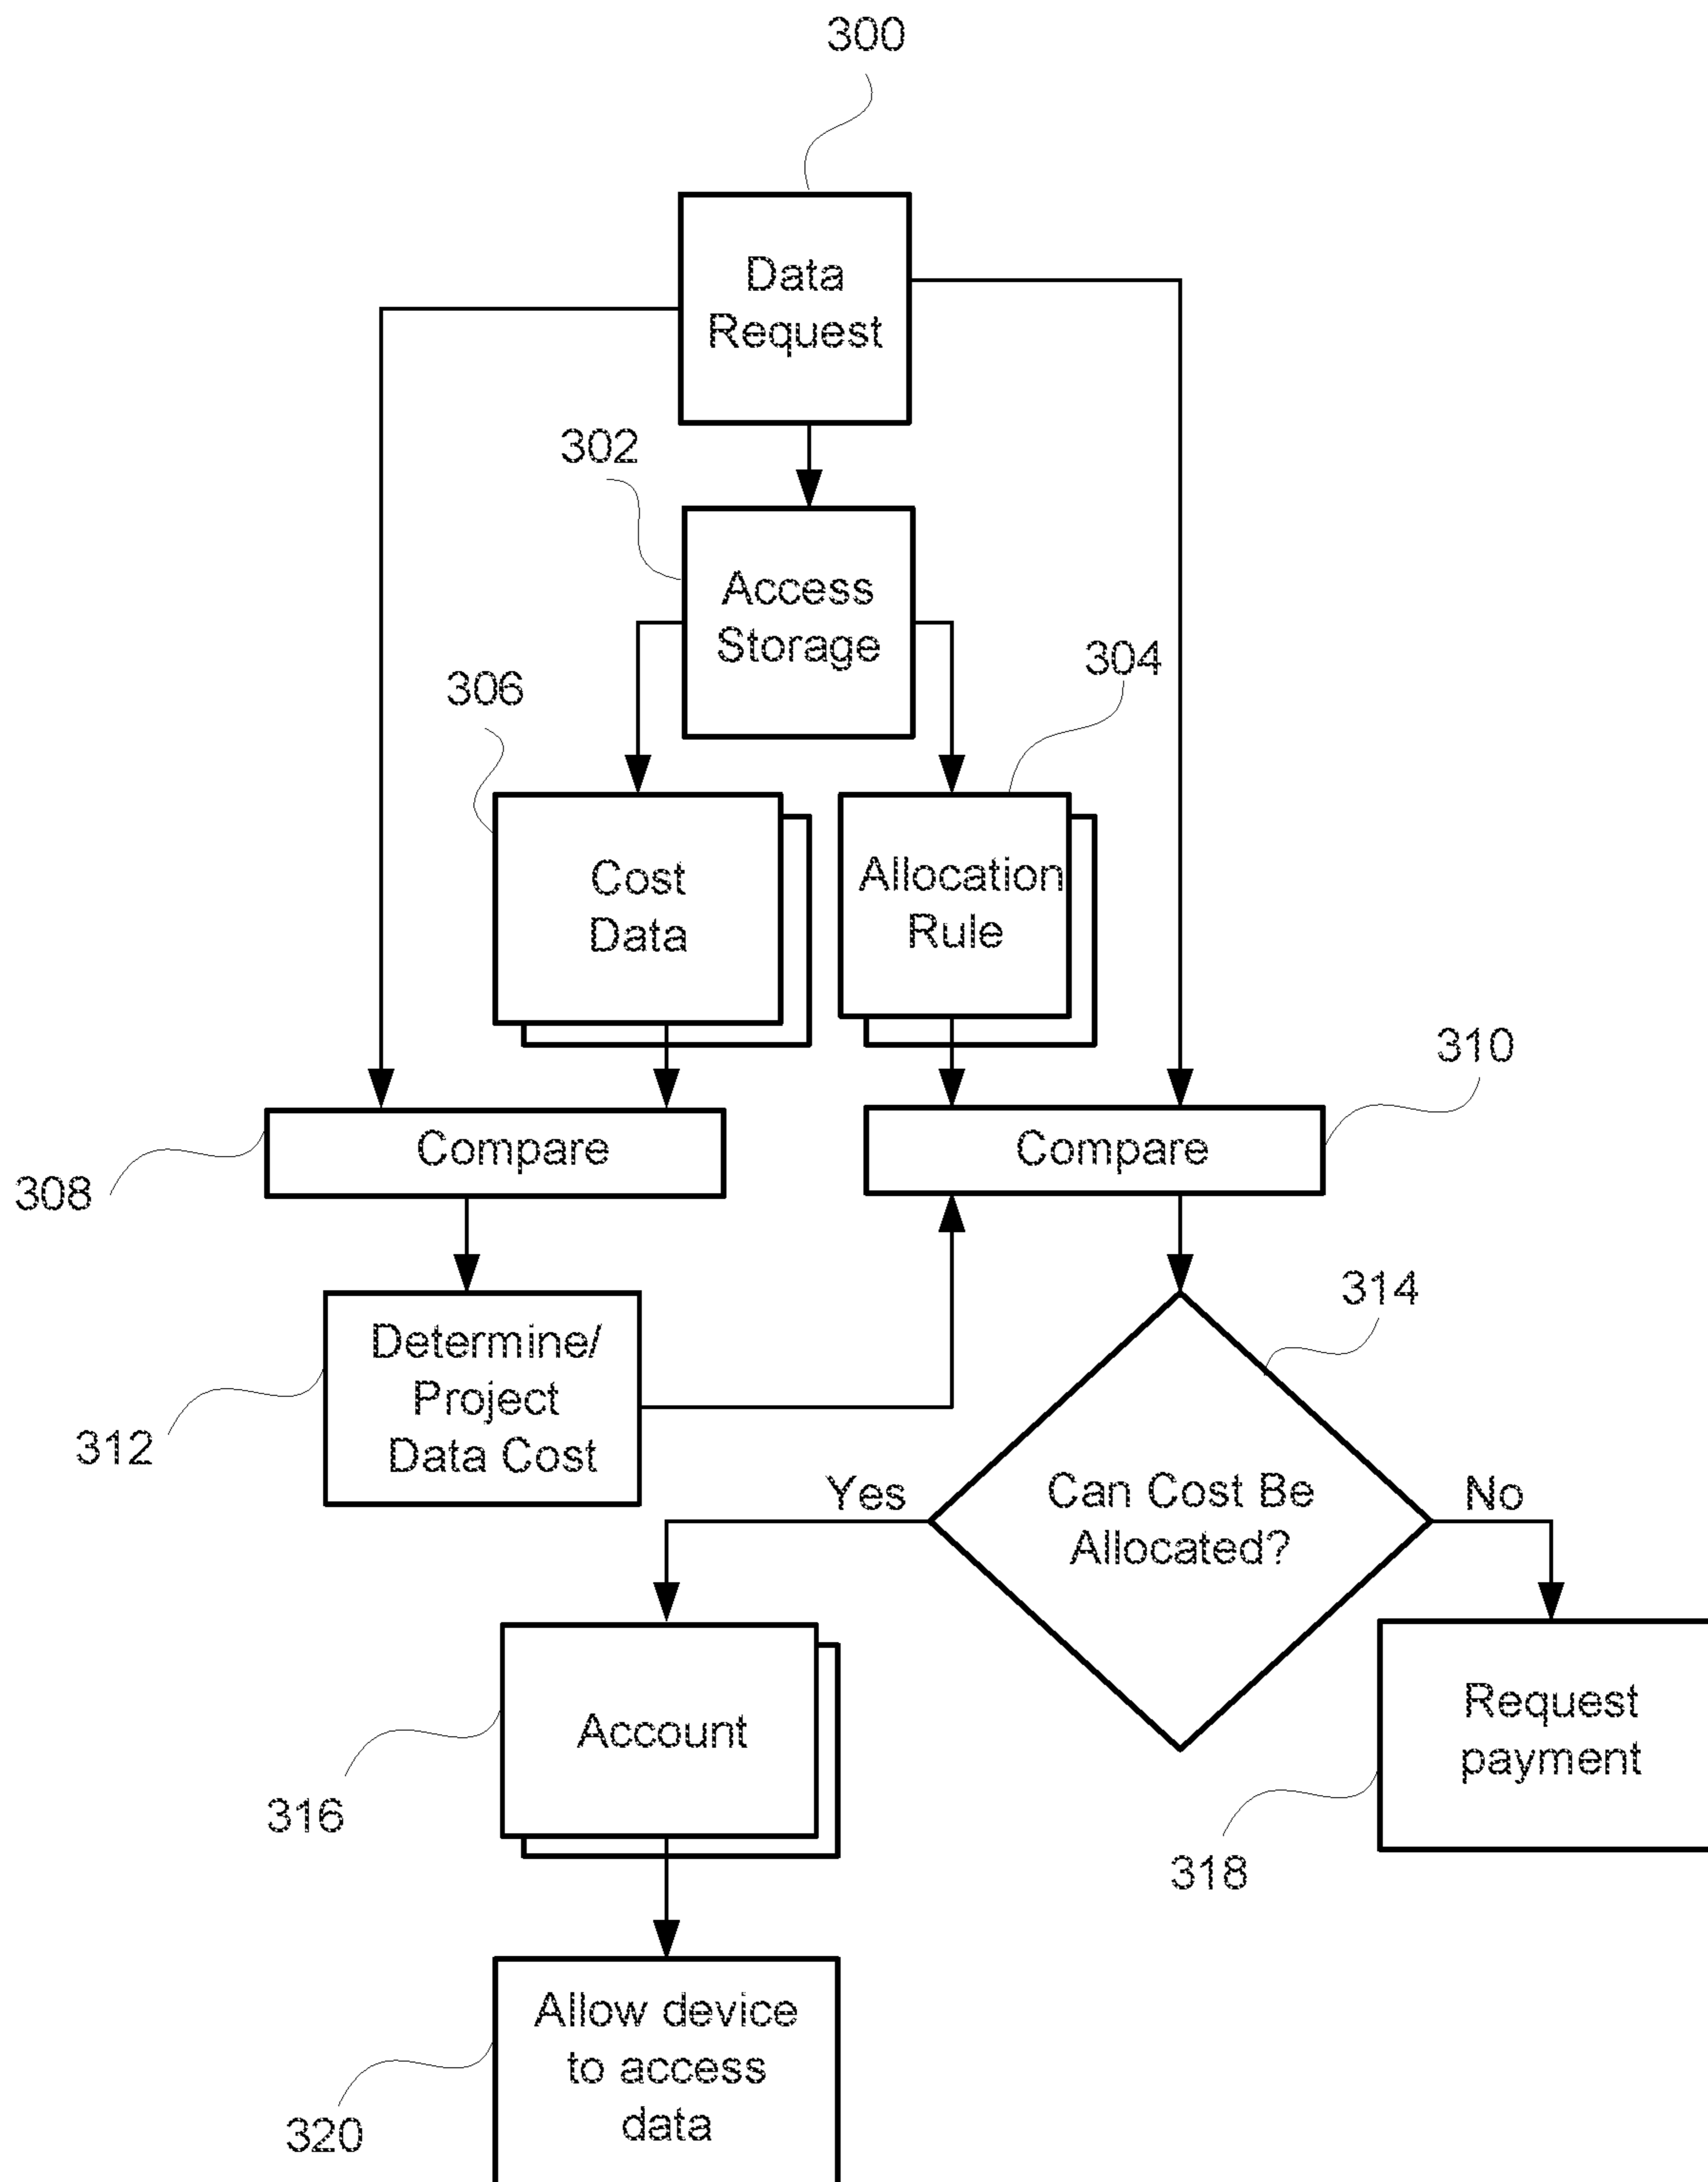 300
Data
Request
302
Access
Storage
304
306
Cost
Data
Allocation
Rule
310
Compare
Compare
308
314
Determine/
Project
Data Cost
312
Yes
Can Cost Be
Allocated?
No
Request
payment
Account
316
318
Allow device
to access
data
320